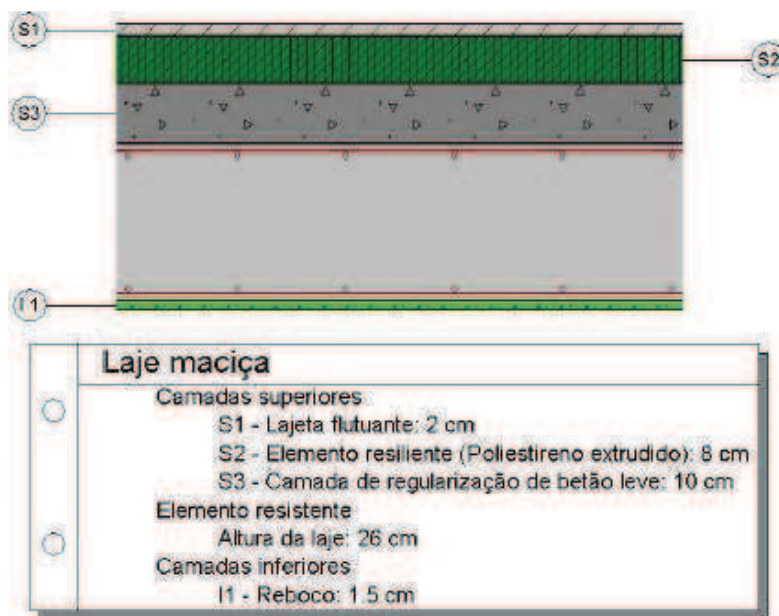 S1
S2
S3
I1
Laje maciça
Camadas superiores
S1 - Lajeta flutuante: 2 cm
S2 - Elemento resiliente (Poliestireno extrudido): 8 cm
S3 - Camada de regularização de betão leve: 10 cm
Elemento resistente
Altura da laje: 26 cm
Camadas inferiores
I1 - Reboco: 1.5 cm